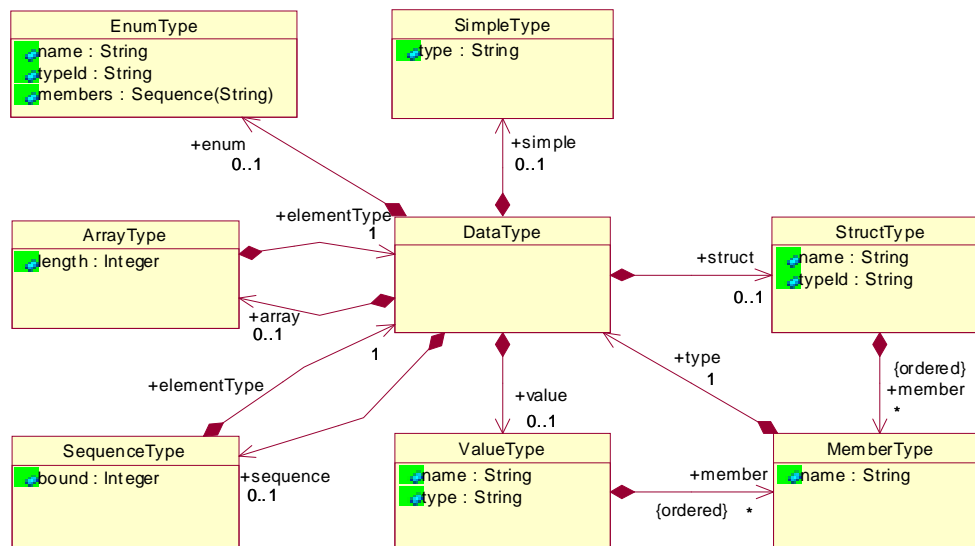 EnumType
name : String
typeId : String
members : Sequence(String)
SimpleType
type : String
+enum
0..1
+simple
0..1
ArrayType
length : Integer
+elementType
1
DataType
+struct
0..1
StructType
name : String
typeId : String
+array
0..1
+elementType
1
+type
1
{ordered}
+member
*
+value
0..1
SequenceType
bound : Integer
+sequence
0..1
ValueType
name : String
type : String
+member
{ordered} *
MemberType
name : String